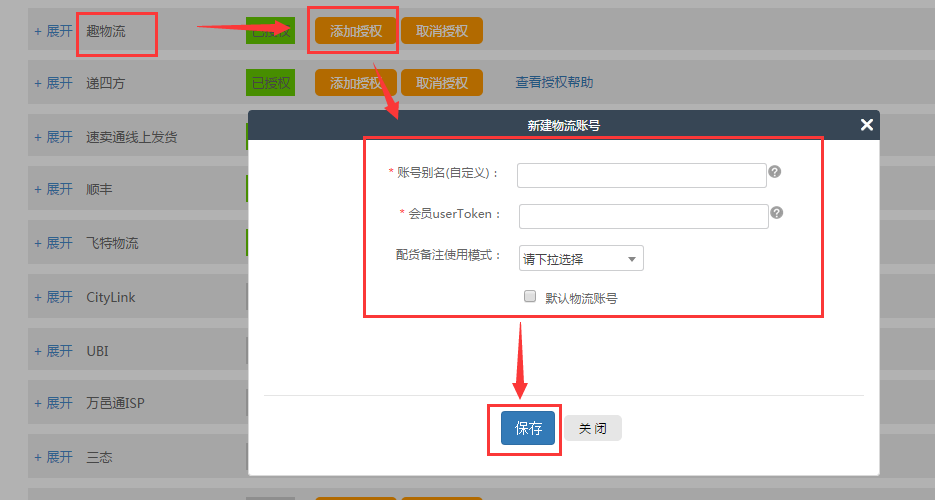 + 展开 趣物流 已授权 添加授权 取消授权
+ 展开 递四方 已授权 添加授权 取消授权 查看授权帮助
新建物流账号
+ 展开 速卖通线上发货
* 账号别名(自定义)：
+ 展开 顺丰
* 会员userToken：
+ 展开 飞特物流
配货备注使用模式： 请下拉选择
+ 展开 CityLink
默认物流账号
+ 展开 UBI
+ 展开 万邑通ISP
保存 关闭
+ 展开 三态